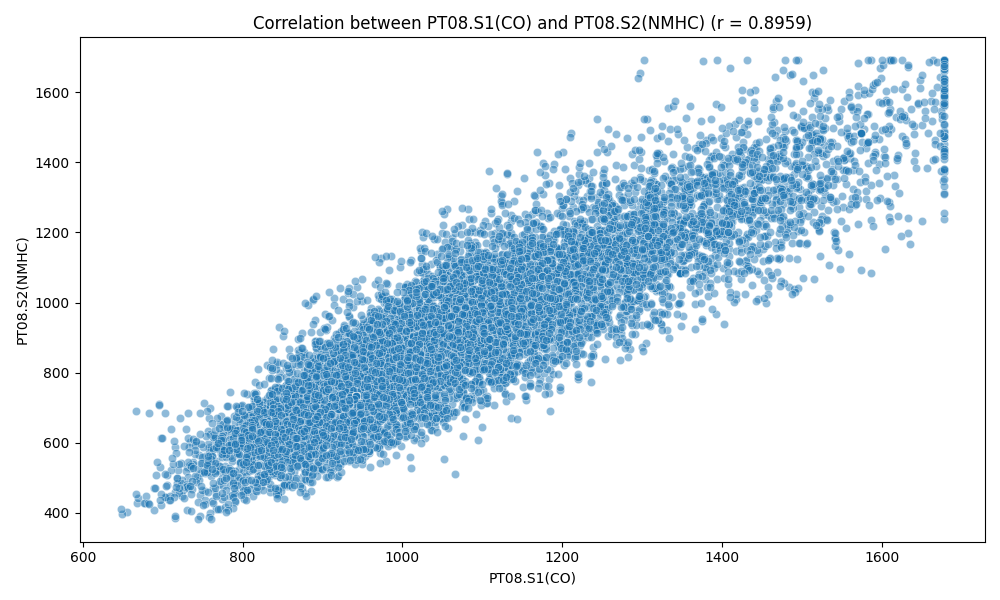 Correlation between PT08.S1(CO) and PT08.S2(NMHC) (r = 0.8959)
PT08.S2(NMHC)
1600
1400
1200
1000
800
600
400
600 800 1000 1200 1400 1600
PT08.S1(CO)